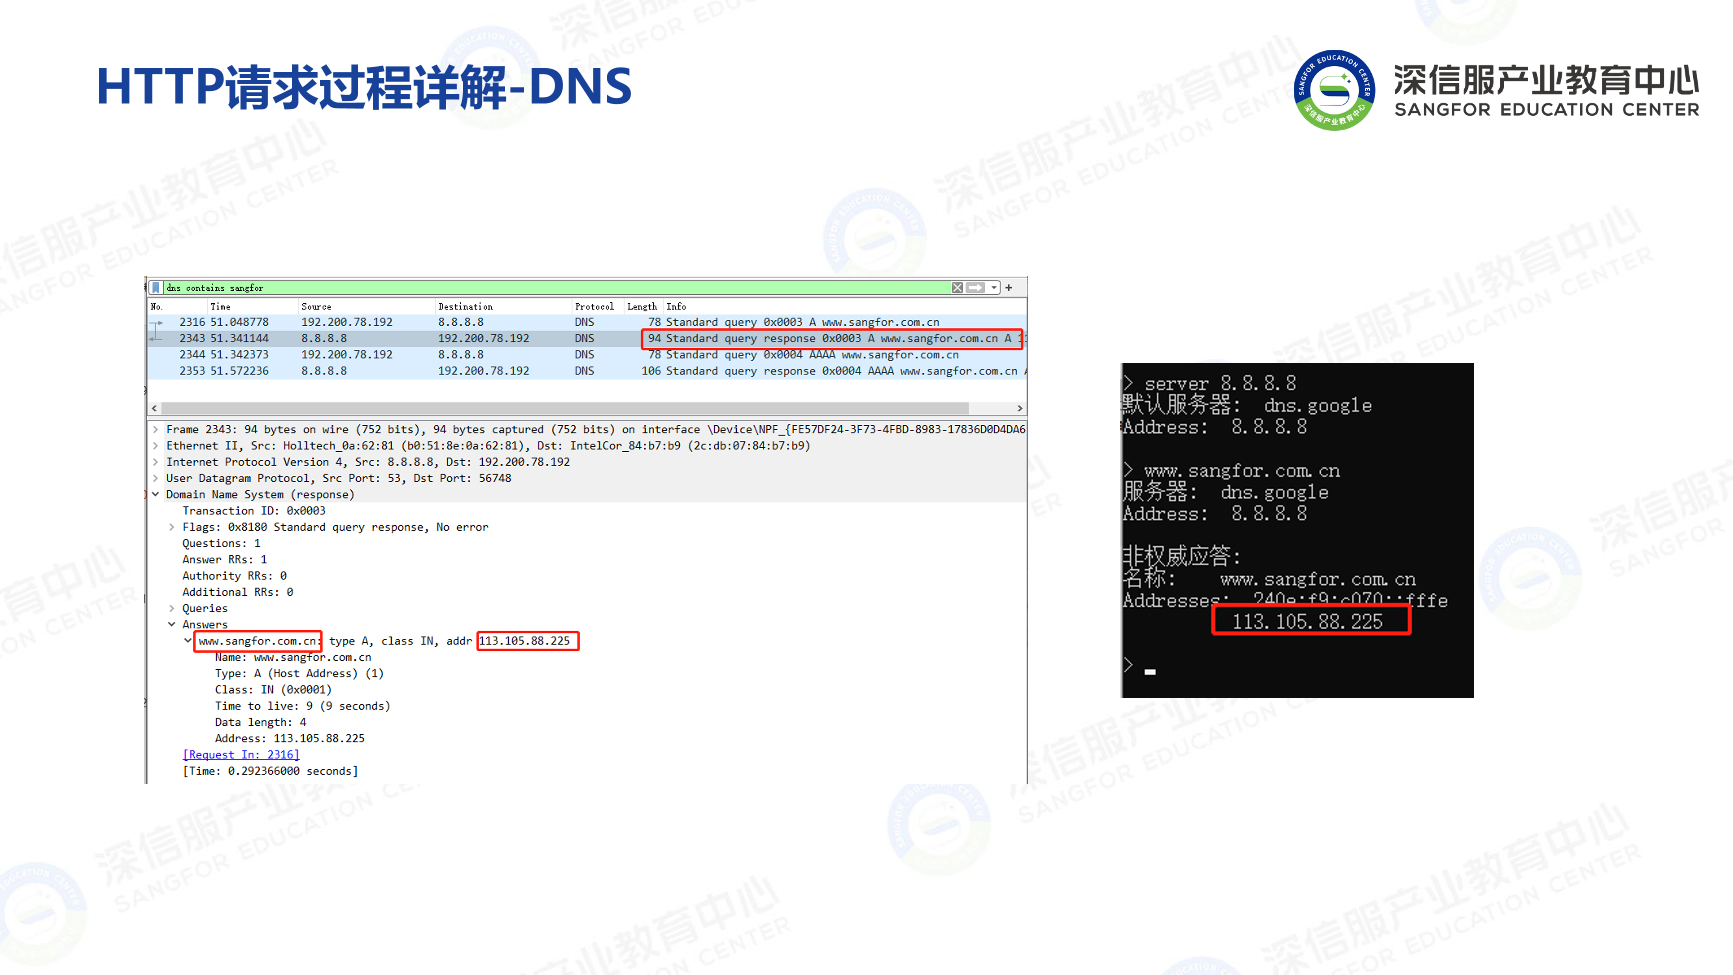 HTTP请求过程详解-DNS
深信服产业教育中心
SANGFOR EDUCATION CENTER
dns contains sangfor
No. Time Source Destination Protocol Length Info
2316 51.048778 192.200.78.192 8.8.8.8 DNS 78 Standard query 0x0003 A www.sangfor.com.cn
2343 51.341144 8.8.8.8 192.200.78.192 DNS 94 Standard query response 0x0003 A www.sangfor.com.cn A
2344 51.342373 192.200.78.192 8.8.8.8 DNS 78 Standard query 0x0004 AAAA www.sangfor.com.cn
2353 51.572236 8.8.8.8 192.200.78.192 DNS 106 Standard query response 0x0004 AAAA www.sangfor.com.cn
Frame 2343: 94 bytes on wire (752 bits), 94 bytes captured (752 bits) on interface \Device\NPF_{FE57DF24-3F73-4FBD-8983-17836D0D4DA6
Ethernet II, Src: Holltech_0a:62:81 (b0:51:8e:0a:62:81), Dst: IntelCor_84:b7:b9 (2c:db:07:84:b7:b9)
Internet Protocol Version 4, Src: 8.8.8.8, Dst: 192.200.78.192
User Datagram Protocol, Src Port: 53, Dst Port: 56748
Domain Name System (response)
Transaction ID: 0x0003
Flags: 0x8180 Standard query response, No error
Questions: 1
Answer RRs: 1
Authority RRs: 0
Additional RRs: 0
Queries
Answers
www.sangfor.com.cn: type A, class IN, addr 113.105.88.225
Name: www.sangfor.com.cn
Type: A (Host Address) (1)
Class: IN (0x0001)
Time to live: 9 (9 seconds)
Data length: 4
Address: 113.105.88.225
[Request In: 2316]
[Time: 0.292366000 seconds]
> server 8.8.8.8
默认服务器: dns.google
Address: 8.8.8.8
> www.sangfor.com.cn
服务器: dns.google
Address: 8.8.8.8
非权威应答:
名称: www.sangfor.com.cn
Addresses: 240e:f9:c070::fffe
113.105.88.225
>